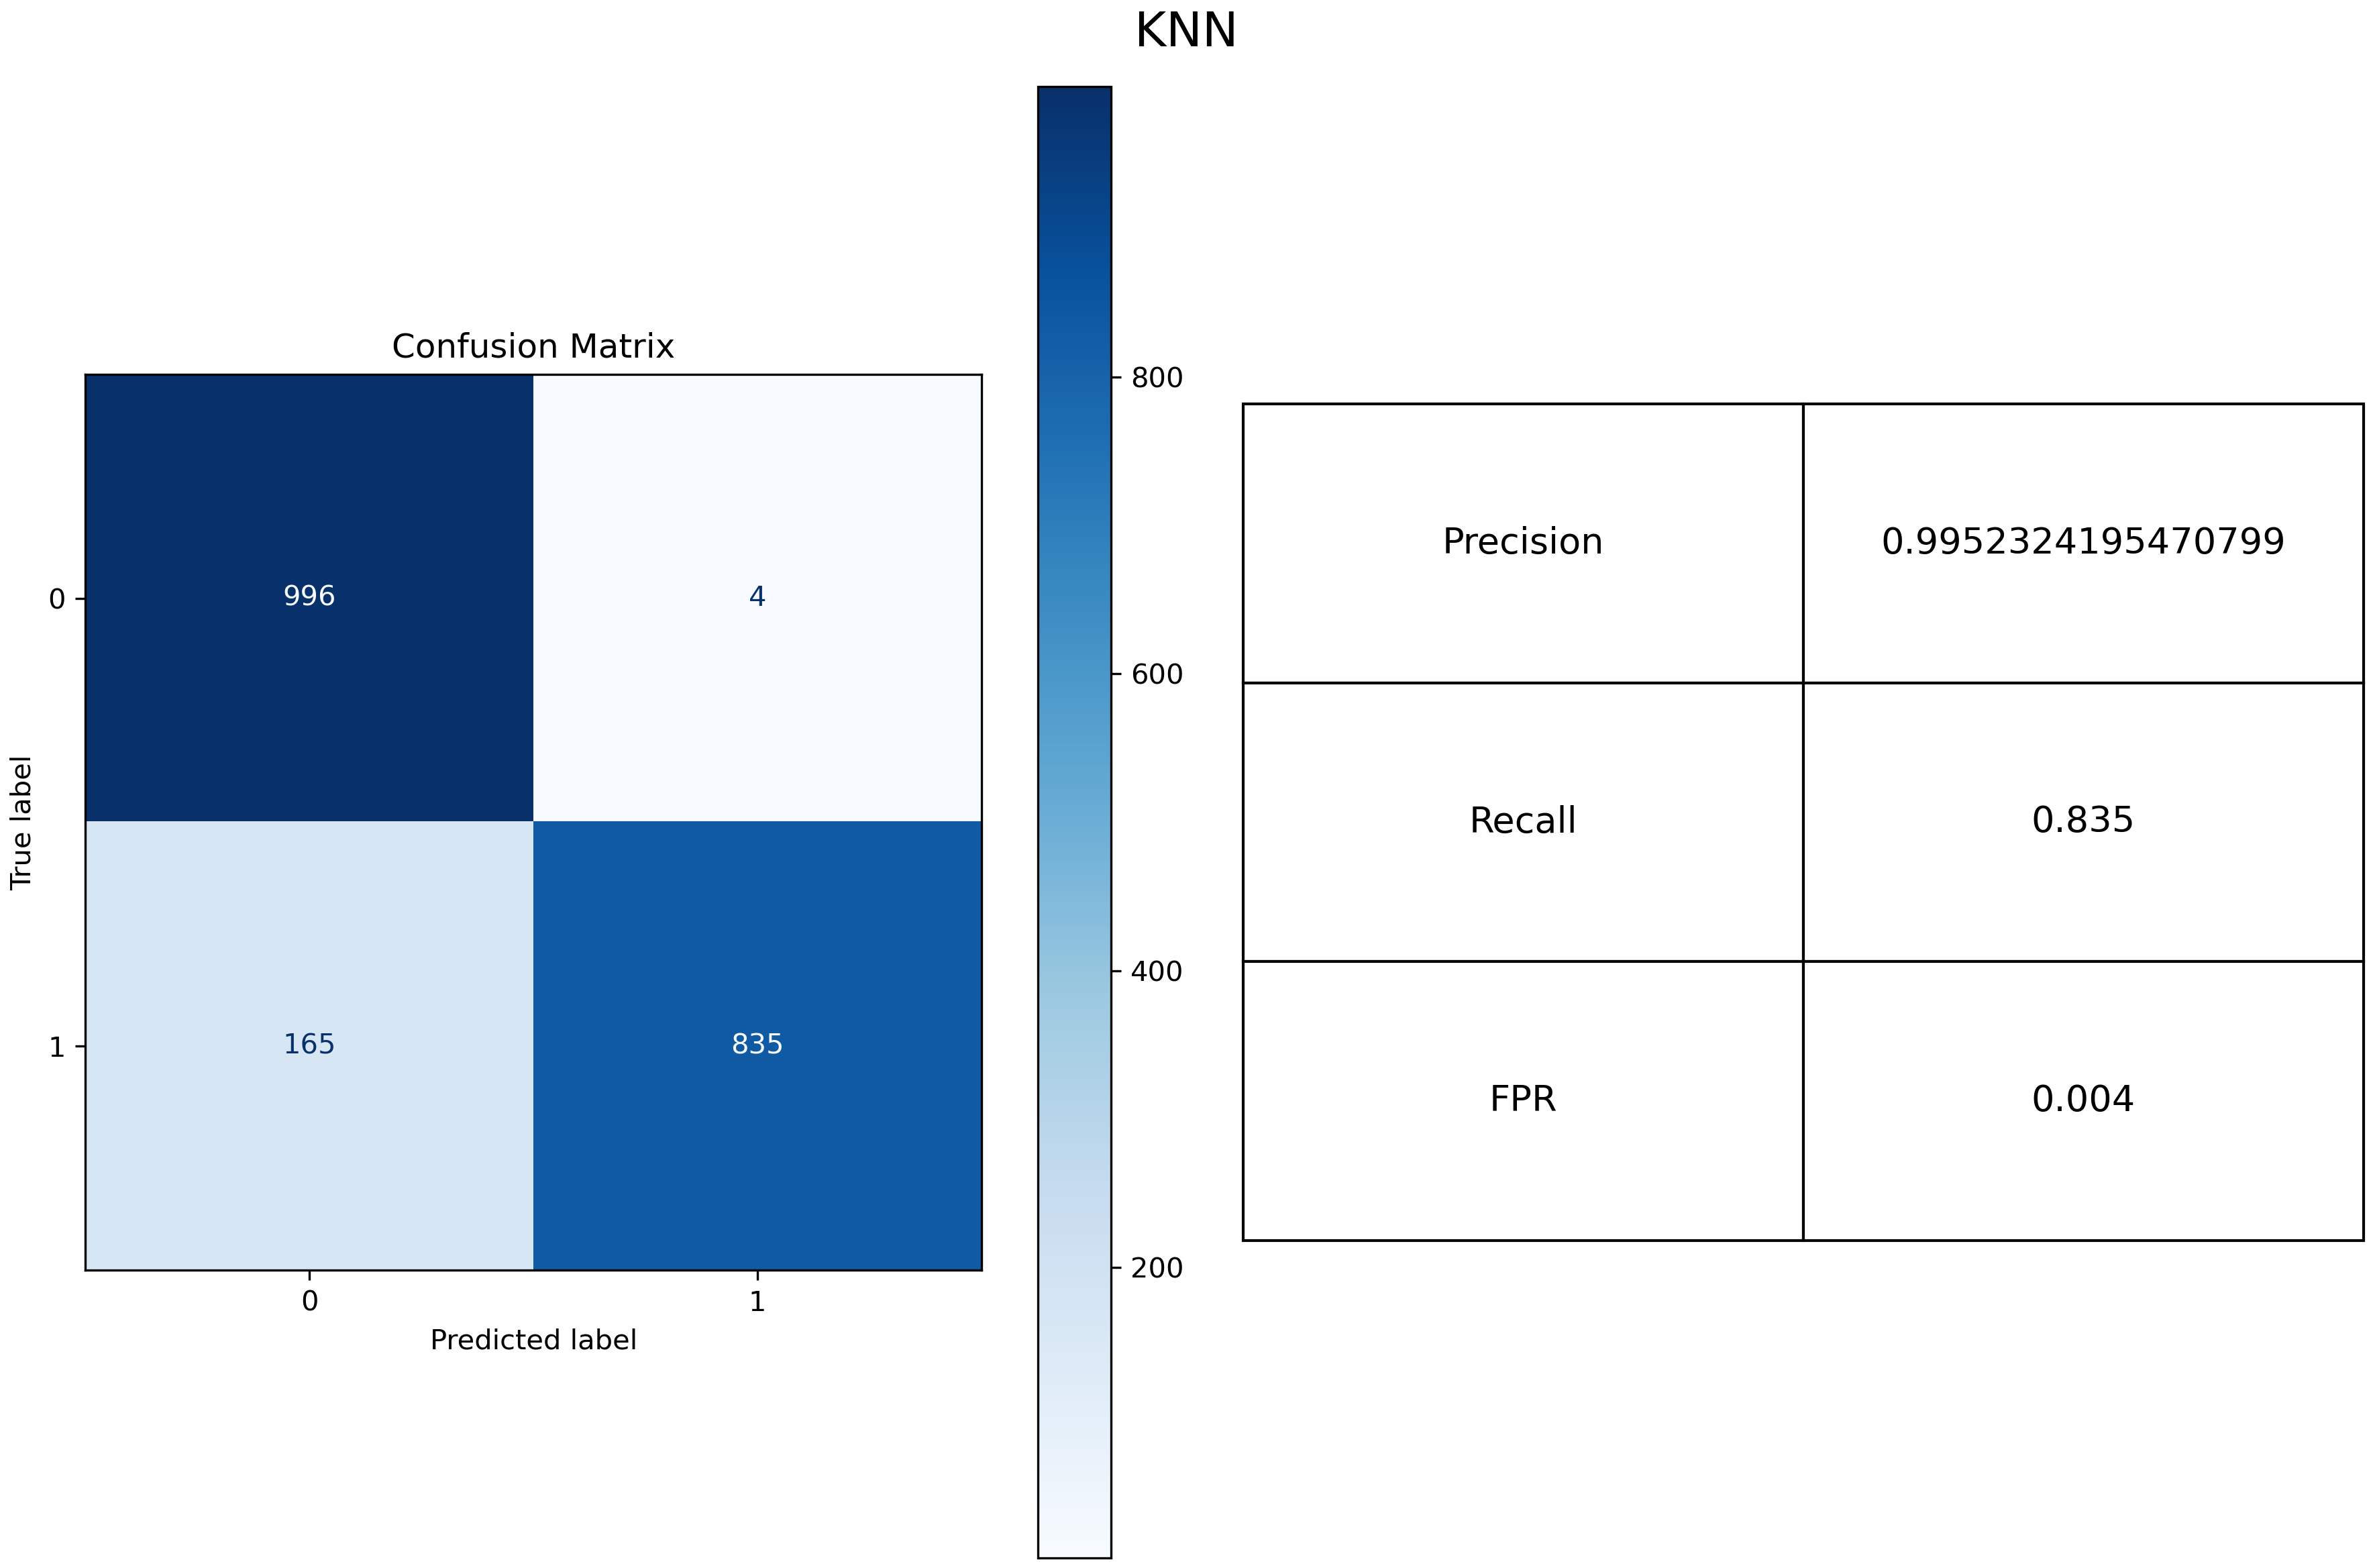 KNN
Confusion Matrix
True label
0
996
4
1
165
835
0
1
Predicted label
800
600
400
200
Precision
0.9952324195470799
Recall
0.835
FPR
0.004